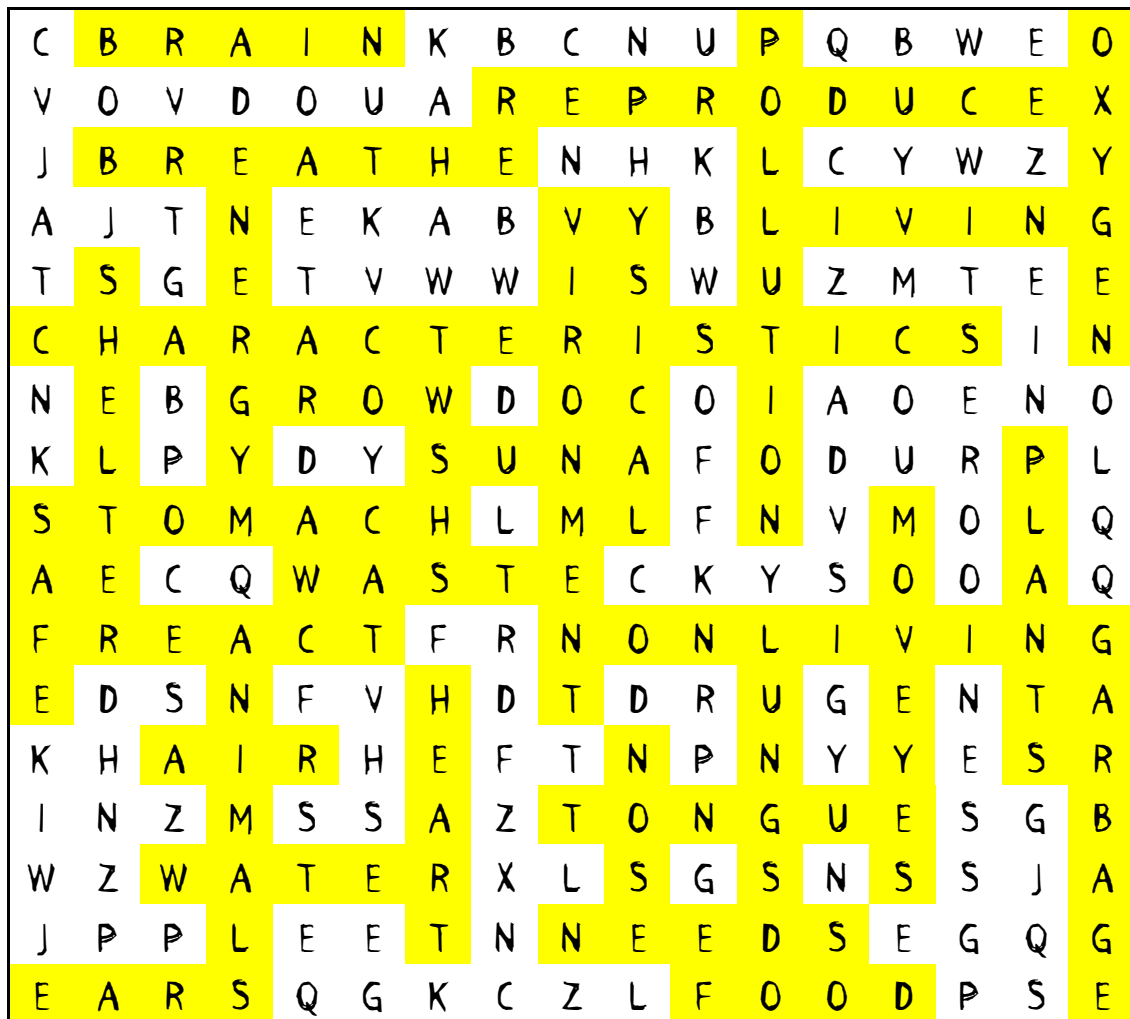 C B R A I N K B C N U P Q B W E O
V O V D O U A R E P R O D U C E X
J B R E A T H E N H K L C Y W Z Y
A J T N E K A B V Y B L I V I N G
T S G E T V W W I S W U Z M T E E
C H A R A C T E R I S T I C S I N
N E B G R O W D O C O I A O E N O
K L P Y D Y S U N A F O D U R P L
S T O M A C H L M L F N V M O L Q
A E C Q W A S T E C K Y S O O A Q
F R E A C T F R N O N L I V I N G
E D S N F V H D T D R U G E N T A
K H A I R H E F T N P N Y Y E S R
I N Z M S S A Z T O N G U E S G B
W Z W A T E R X L S G S N S S J A
J P P L E E T N N E E D S E G Q G
E A R S Q G K C Z L F O O D P S E